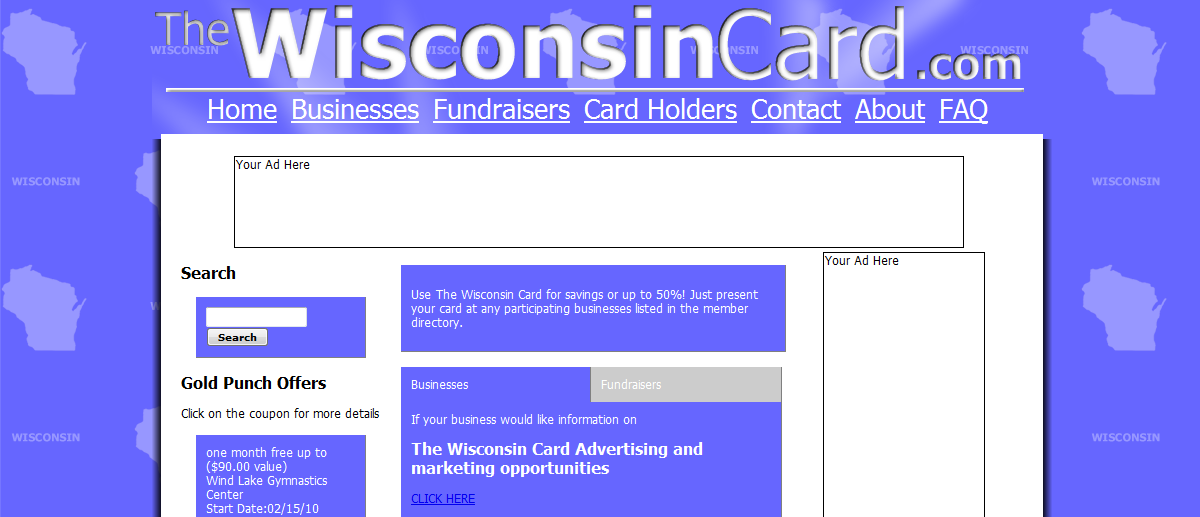 TheWisconsinCard.com
Home Businesses Fundraisers Card Holders Contact About FAQ
Your Ad Here
Your Ad Here
Search
Search
Gold Punch Offers
Click on the coupon for more details
one month free up to
($90.00 value)
Wind Lake Gymnastics
Center
Start Date:02/15/10
Use The Wisconsin Card for savings or up to 50%! Just present
your card at any participating businesses listed in the member
directory.
Businesses
Fundraisers
If your business would like information on
The Wisconsin Card Advertising and
marketing opportunities
CLICK HERE
WISCONSIN
WISCONSIN
WISCONSIN
WISCONSIN
WISCONSIN
WISCONSIN